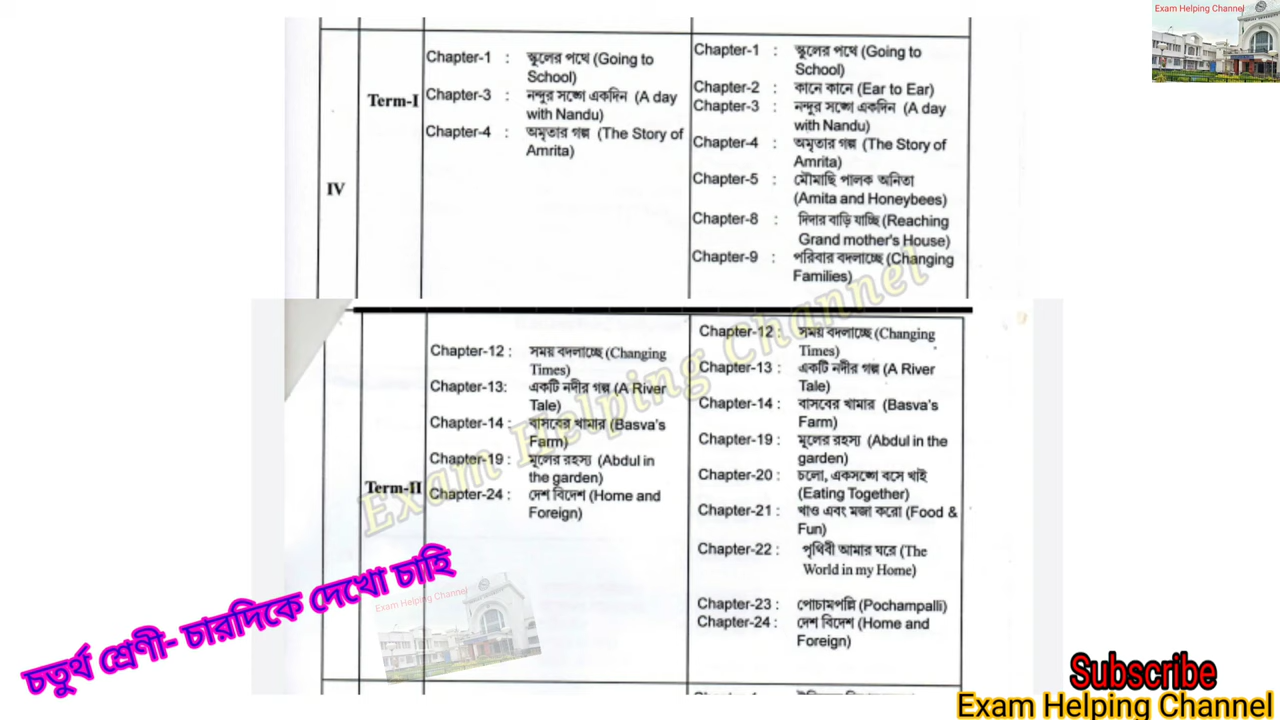 Exam Helping Channel
IV
Term-I
Chapter-1 : স্কুলের পথে (Going to
School)
Chapter-3 : নন্দুর সঙ্গে একদিন (A day
with Nandu)
Chapter-4 : অমৃতার গল্প (The Story of
Amrita)
Chapter-1 : স্কুলের পথে (Going to
School)
Chapter-2 : কানে কানে (Ear to Ear)
Chapter-3 : নন্দুর সঙ্গে একদিন (A day
with Nandu)
Chapter-4 : অমৃতার গল্প (The Story of
Amrita)
Chapter-5 : মৌমাছি পালক অনিতা
(Amita and Honeybees)
Chapter-8 : দিদার বাড়ি যাচ্ছি (Reaching
Grand mother's House)
Chapter-9 : পরিবার বদলাচ্ছে (Changing
Families)
Term-II
Chapter-12 : সময় বদলাচ্ছে (Changing
Times)
Chapter-13: একটি নদীর গল্প (A River
Tale)
Chapter-14 : বাসবের খামার (Basva's
Farm)
Chapter-19 : মূলের রহস্য (Abdul in
the garden)
Chapter-24 : দেশ বিদেশ (Home and
Foreign)
Chapter-12 : সময় বদলাচ্ছে (Changing
Times)
Chapter-13 : একটি নদীর গল্প (A River
Tale)
Chapter-14 : বাসবের খামার (Basva's
Farm)
Chapter-19 : মূলের রহস্য (Abdul in the
garden)
Chapter-20 : চলো, একসঙ্গে বসে খাই
(Eating Together)
Chapter-21 : খাও এবং মজা করো (Food &
Fun)
Chapter-22 : পৃথিবী আমার ঘরে (The
World in my Home)
Chapter-23 : পোচামপল্লি (Pochampalli)
Chapter-24 : দেশ বিদেশ (Home and
Foreign)
Exam Helping Channel
চতুর্থ শ্রেণী- চারদিকে দেখো চাহি
Exam Helping Channel
Subscribe
Exam Helping Channel